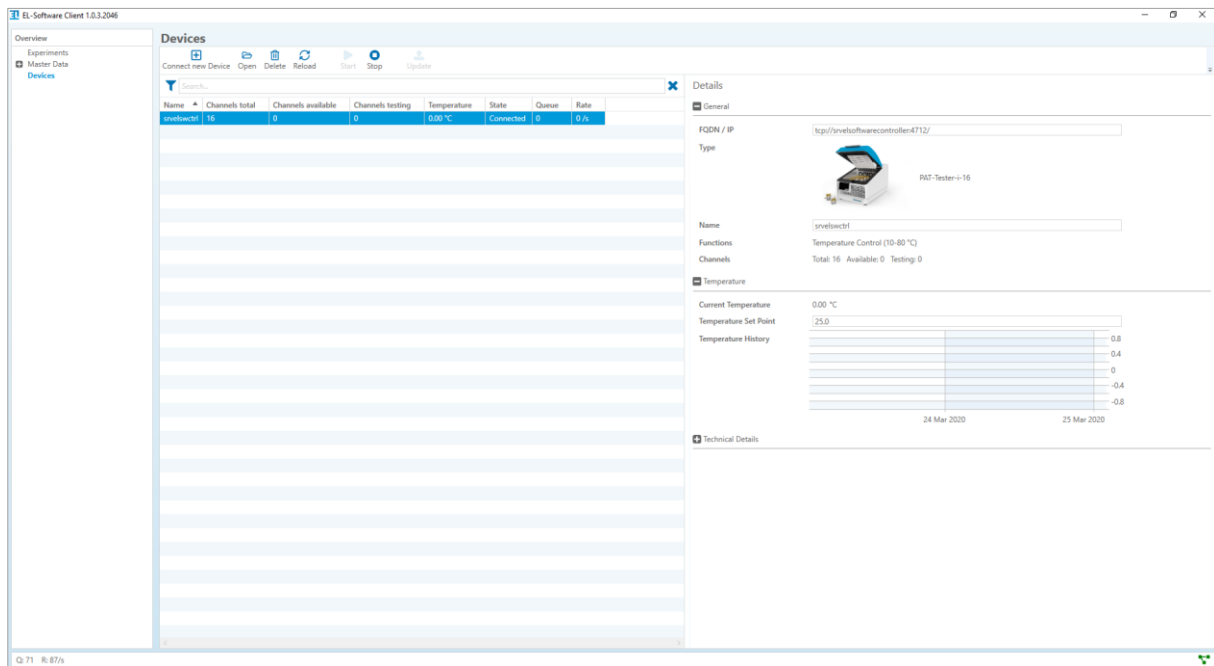 EL-Software Client 1.0.3.2046
Overview
Experiments
Master Data
Devices
Devices
Connect new Device Open Delete Reload Start Stop Update
Search...
Name Channels total Channels available Channels testing Temperature State Queue Rate
srvelswctrl 16 0 0 0.00 °C Connected 0 0 /s
Details
General
FQDN / IP tcp://srvelsoftwarecontroller:4712/
Type PAT-Tester-i-16
Name srvelswctrl
Functions Temperature Control (10-80 °C)
Channels Total: 16 Available: 0 Testing: 0
Temperature
Current Temperature 0.00 °C
Temperature Set Point 25.0
Temperature History
0.8
0.4
0
-0.4
-0.8
24 Mar 2020 25 Mar 2020
Technical Details
Q: 71 R: 87/s